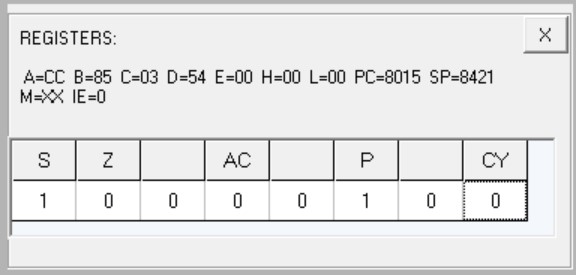 REGISTERS:
X
A=CC B=85 C=03 D=54 E=00 H=00 L=00 PC=8015 SP=8421
M=XX IE=0
S Z AC P CY
1 0 0 0 0 1 0 0